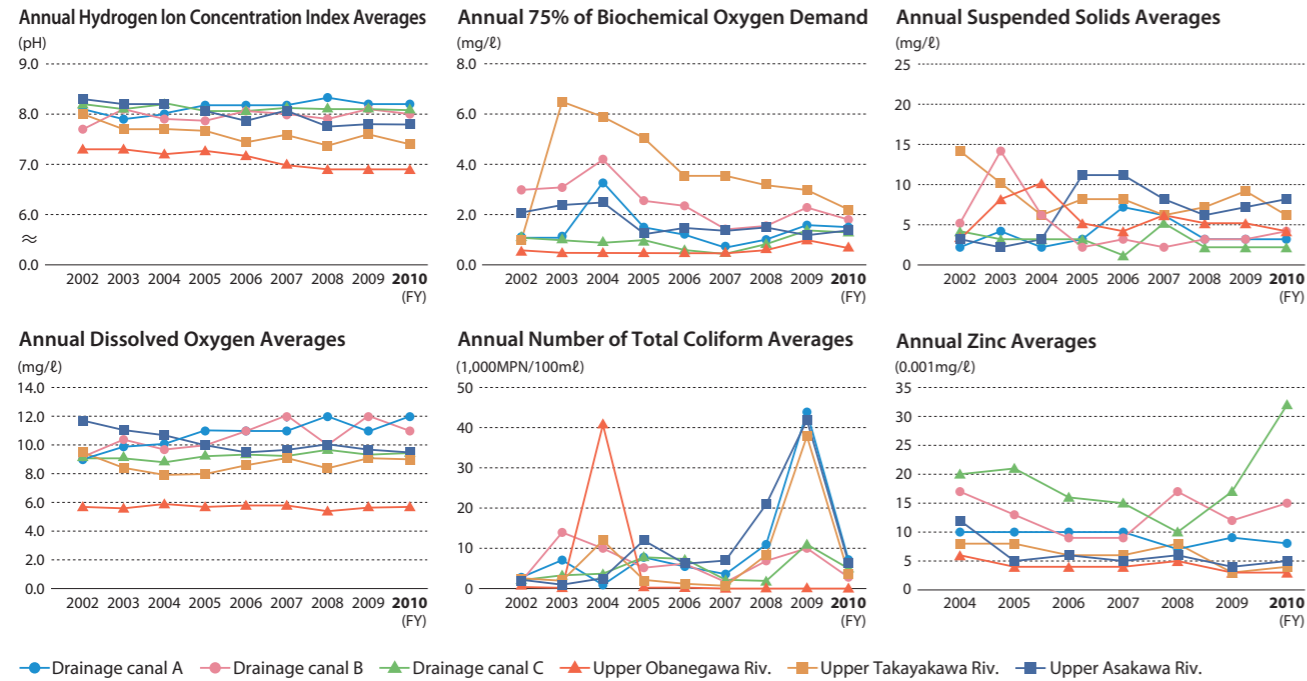 Annual Hydrogen Ion Concentration Index Averages
(pH)
9.0
8.0
7.0
6.0
≈
0.0
2002 2003 2004 2005 2006 2007 2008 2009 2010
(FY)
Annual 75% of Biochemical Oxygen Demand
(mg/ℓ)
8.0
6.0
4.0
2.0
0.0
2002 2003 2004 2005 2006 2007 2008 2009 2010
(FY)
Annual Suspended Solids Averages
(mg/ℓ)
25
20
15
10
5
0
2002 2003 2004 2005 2006 2007 2008 2009 2010
(FY)
Annual Dissolved Oxygen Averages
(mg/ℓ)
14.0
12.0
10.0
8.0
6.0
4.0
2.0
0.0
2002 2003 2004 2005 2006 2007 2008 2009 2010
(FY)
Annual Number of Total Coliform Averages
(1,000MPN/100mℓ)
50
40
30
20
10
0
2002 2003 2004 2005 2006 2007 2008 2009 2010
(FY)
Annual Zinc Averages
(0.001mg/ℓ)
35
30
25
20
15
10
5
0
2004 2005 2006 2007 2008 2009 2010
(FY)
Drainage canal A Drainage canal B Drainage canal C Upper Obanegawa Riv. Upper Takayakawa Riv. Upper Asakawa Riv.